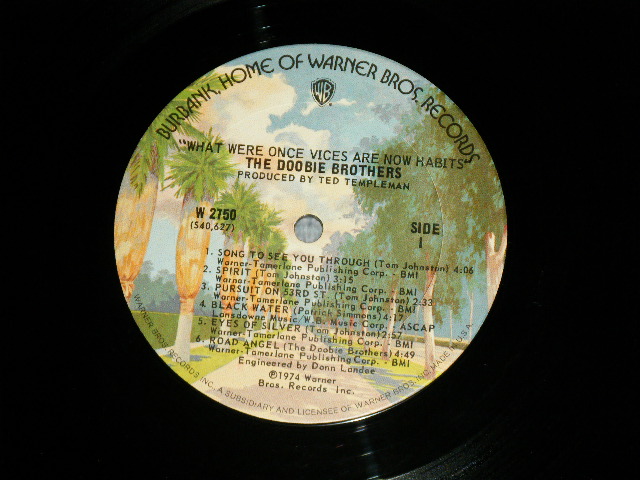 BURBANK, HOME OF WARNER BROS. RECORDS
WB
"WHAT WERE ONCE VICES ARE NOW HABITS"
THE DOOBIE BROTHERS
PRODUCED BY TED TEMPLEMAN
W 2750
(S40,627)
SIDE
1
1. SONG TO SEE YOU THROUGH (Tom Johnston) 4:06
Warner-Tamerlane Publishing Corp. - BMI
2. SPIRIT (Tom Johnston) 3:15
Warner-Tamerlane Publishing Corp. - BMI
3. PURSUIT ON 53RD ST. (Tom Johnston) 2:33
Warner-Tamerlane Publishing Corp. - BMI
4. BLACK WATER (Patrick Simmons) 4:17
Lansdowne Music/W.B. Music Corp. - ASCAP
5. EYES OF SILVER (Tom Johnston) 2:57
Warner-Tamerlane Publishing Corp. - BMI
6. ROAD ANGEL (The Doobie Brothers) 4:49
Warner-Tamerlane Publishing Corp. - BMI
Engineered by Donn Landee
℗1974 Warner
Bros. Records Inc.
WARNER BROS. RECORDS INC., A SUBSIDIARY AND LICENSEE OF WARNER BROS. INC. MADE IN U.S.A.